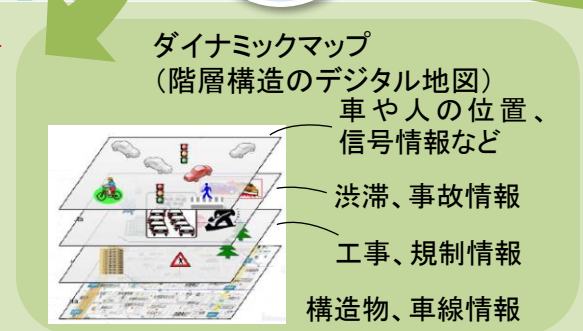 ダイナミックマップ
（階層構造のデジタル地図）
車や人の位置、
信号情報など
渋滞、事故情報
工事、規制情報
構造物、車線情報